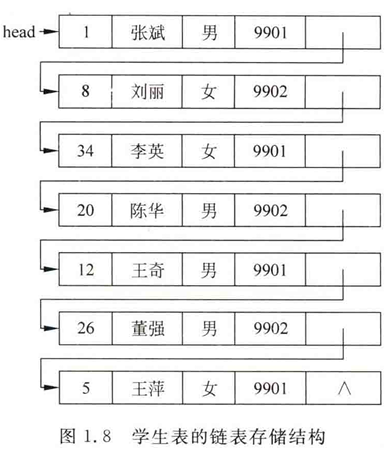 head 1 张斌 男 9901
8 刘丽 女 9902
34 李英 女 9901
20 陈华 男 9902
12 王奇 男 9901
26 董强 男 9902
5 王萍 女 9901 ∧
图 1.8 学生表的链表存储结构